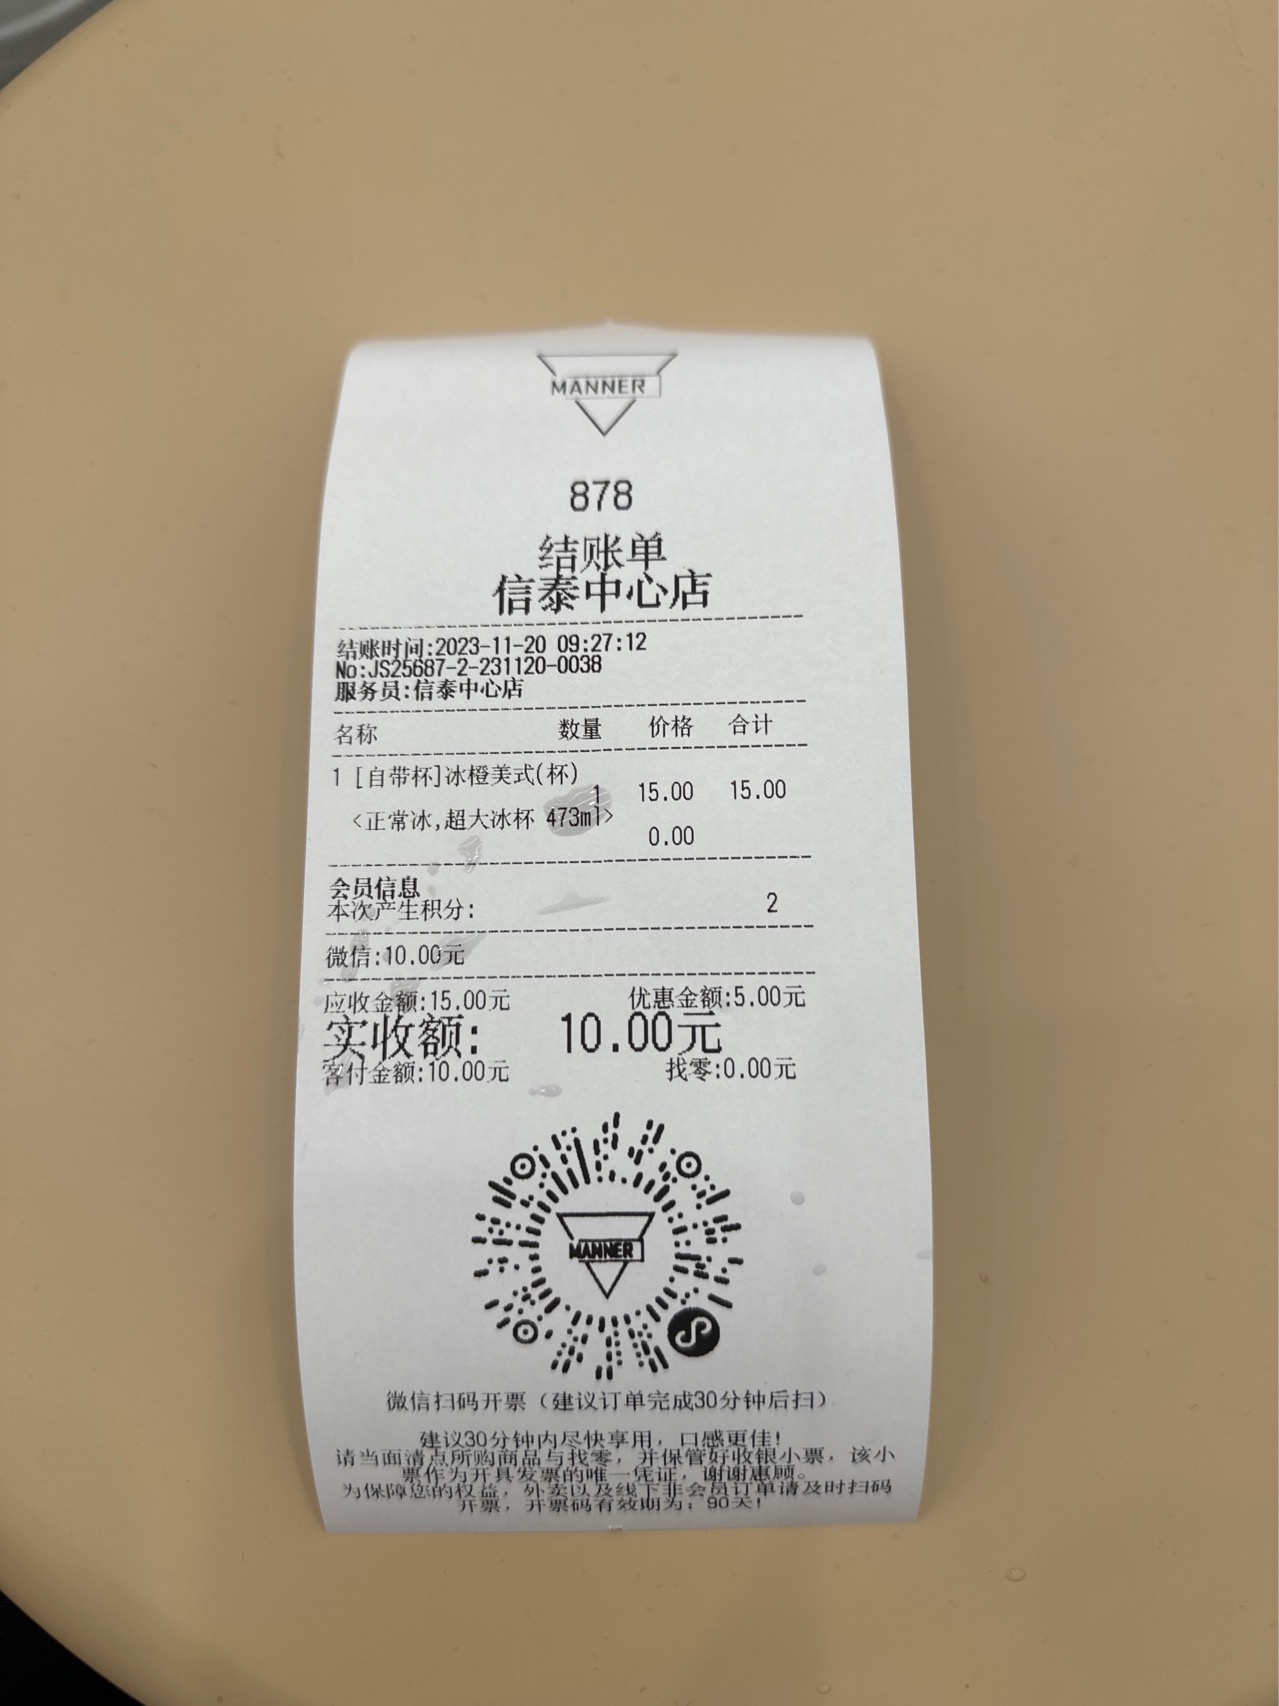 MANNER
878
结账单
信泰中心店
结账时间:2023-11-20 09:27:12
No:JS25687-2-231120-0038
服务员:信泰中心店
名称 数量 价格 合计
1 [自带杯]冰橙美式(杯)
1 15.00 15.00
<正常冰,超大冰杯 473ml>
0.00
会员信息
本次产生积分: 2
微信:10.00元
应收金额:15.00元 优惠金额:5.00元
实收额: 10.00元
客付金额:10.00元 找零:0.00元
MANNER
微信扫码开票（建议订单完成30分钟后扫）
建议30分钟内尽快享用，口感更佳!
请当面清点所购商品与找零，并保管好收银小票，该小
票作为开具发票的唯一凭证，谢谢惠顾。
为保障您的权益，外卖以及线下非会员订单请及时扫码
开票，开票码有效期为：90天!